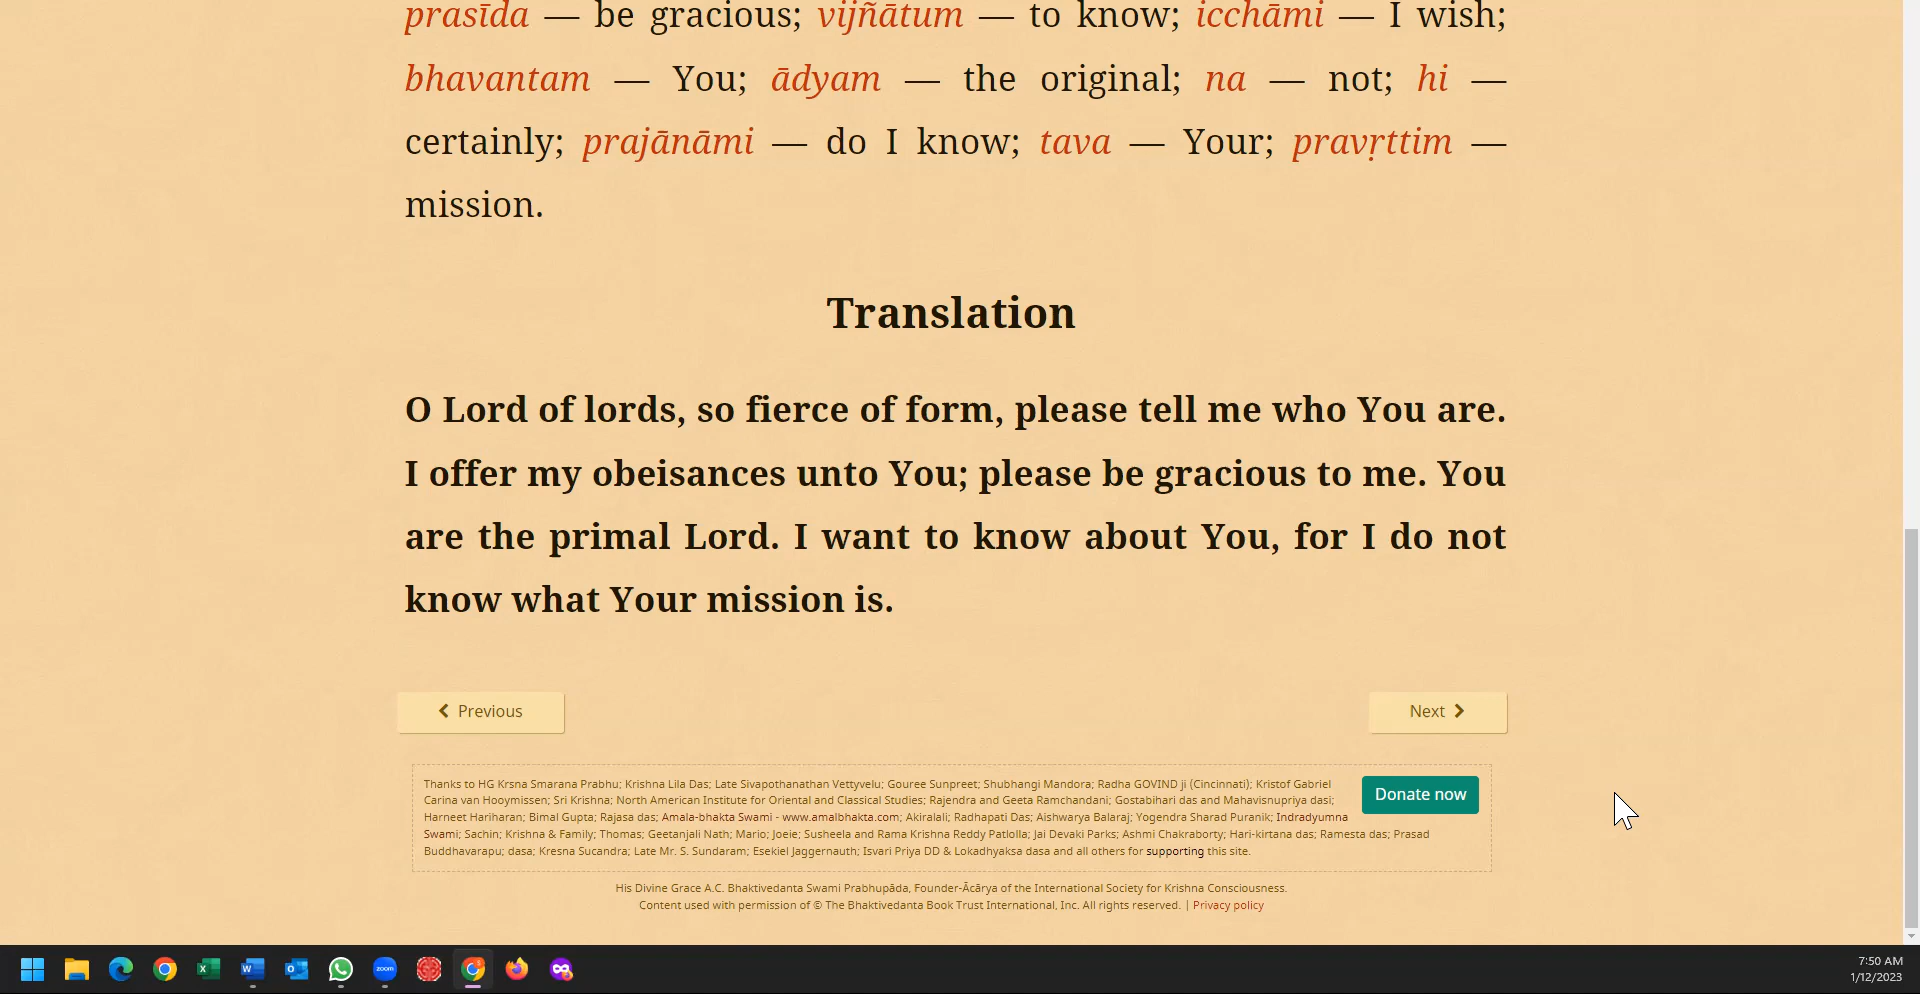 prasīda — be gracious; vijñātum — to know; icchāmi — I wish;
bhavantam — You; ādyam — the original; na — not; hi —
certainly; prajānāmi — do I know; tava — Your; pravṛttim —
mission.
Translation
O Lord of lords, so fierce of form, please tell me who You are.
I offer my obeisances unto You; please be gracious to me. You
are the primal Lord. I want to know about You, for I do not
know what Your mission is.
Previous
Next
Thanks to HG Krsna Smarana Prabhu; Krishna Lila Das; Late Sivapothanathan Vettyvelu; Gouree Sunpreet; Shubhangi Mandora; Radha GOVIND ji (Cincinnati); Kristof Gabriel
Carina van Hooymissen; Sri Krishna; North American Institute for Oriental and Classical Studies; Rajendra and Geeta Ramchandani; Gostabihari das and Mahavisnupriya dasi;
Harneet Hariharan; Bimal Gupta; Rajasa das; Amala-bhakta Swami - www.amalbhakta.com; Akiralali; Radhapati Das; Aishwarya Balaraj; Yogendra Sharad Puranik; Indradyumna
Swami; Sachin; Krishna & Family; Thomas; Geetanjali Nath; Mario; Joeie; Susheela and Rama Krishna Reddy Patlolla; Jai Devaki Parks; Ashmi Chakraborty; Hari-kirtana das; Ramesta das; Prasad
Buddhavarapu; dasa; Kresna Sucandra; Late Mr. S. Sundaram; Esekiel Jaggernauth; Isvari Priya DD & Lokadhyaksa dasa and all others for supporting this site.
Donate now
His Divine Grace A.C. Bhaktivedanta Swami Prabhupāda, Founder-Ācārya of the International Society for Krishna Consciousness.
Content used with permission of © The Bhaktivedanta Book Trust International, Inc. All rights reserved. | Privacy policy
zoom
7:50 AM
1/12/2023